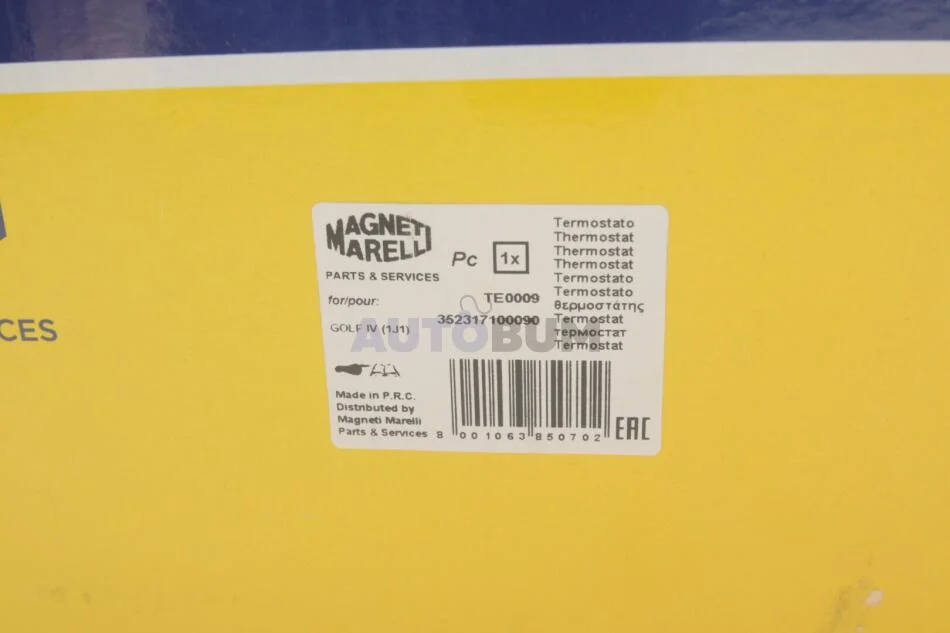 MAGNETI
MARELLI
PARTS & SERVICES
Pc 1x
for/pour:
GOLF IV (1J1)
TE0009
352317100090
Termostato
Thermostat
Thermostat
Thermostat
Termostato
Termostato
θερμοστάτης
Termostat
термостат
Termostat
AUTOBUM
Made in P.R.C.
Distributed by
Magneti Marelli
Parts & Services
8 001063 850702
EAC
CES